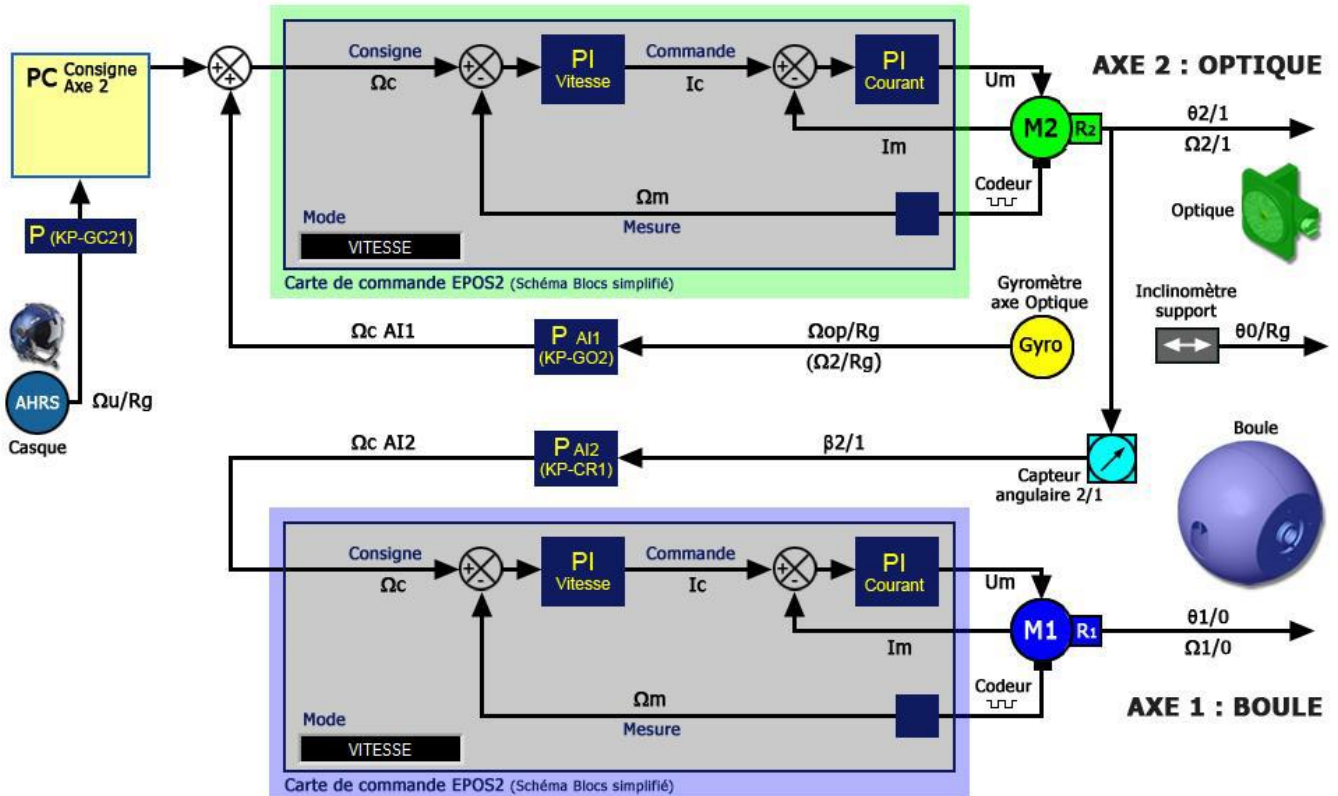 PC Consigne
Axe 2
P (KP-GC21)
AHRS
Casque
Ωu/Rg
+
+
Consigne
Ωc
+
-
PI
Vitesse
Commande
Ic
+
-
PI
Courant
Um
Im
M2
R2
Codeur
Ωm
Mesure
Mode
VITESSE
Carte de commande EPOS2 (Schéma Blocs simplifié)
AXE 2 : OPTIQUE
θ2/1
Ω2/1
Optique
Ωc AI1
P AI1
(KP-GO2)
Ωop/Rg
(Ω2/Rg)
Gyromètre
axe Optique
Gyro
Inclinomètre
support
θ0/Rg
Ωc AI2
P AI2
(KP-CR1)
β2/1
Capteur
angulaire 2/1
Boule
Consigne
Ωc
+
-
PI
Vitesse
Commande
Ic
+
-
PI
Courant
Um
Im
M1
R1
Codeur
Ωm
Mesure
Mode
VITESSE
Carte de commande EPOS2 (Schéma Blocs simplifié)
θ1/0
Ω1/0
AXE 1 : BOULE